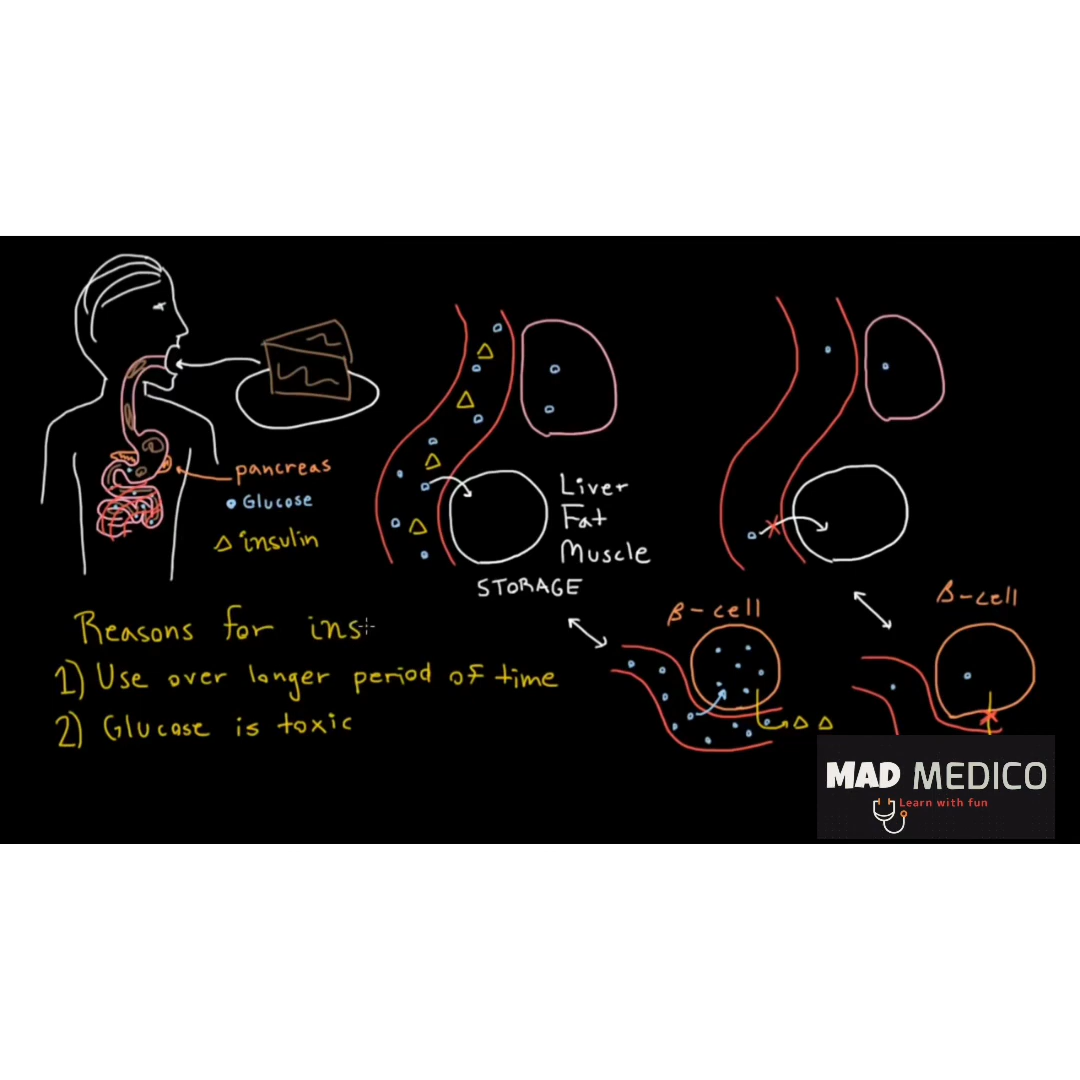 pancreas
Glucose
insulin
Liver
Fat
Muscle
STORAGE
β-cell
β-cell
Reasons for ins
1) Use over longer period of time
2) Glucose is toxic
MAD MEDICO
Learn with fun